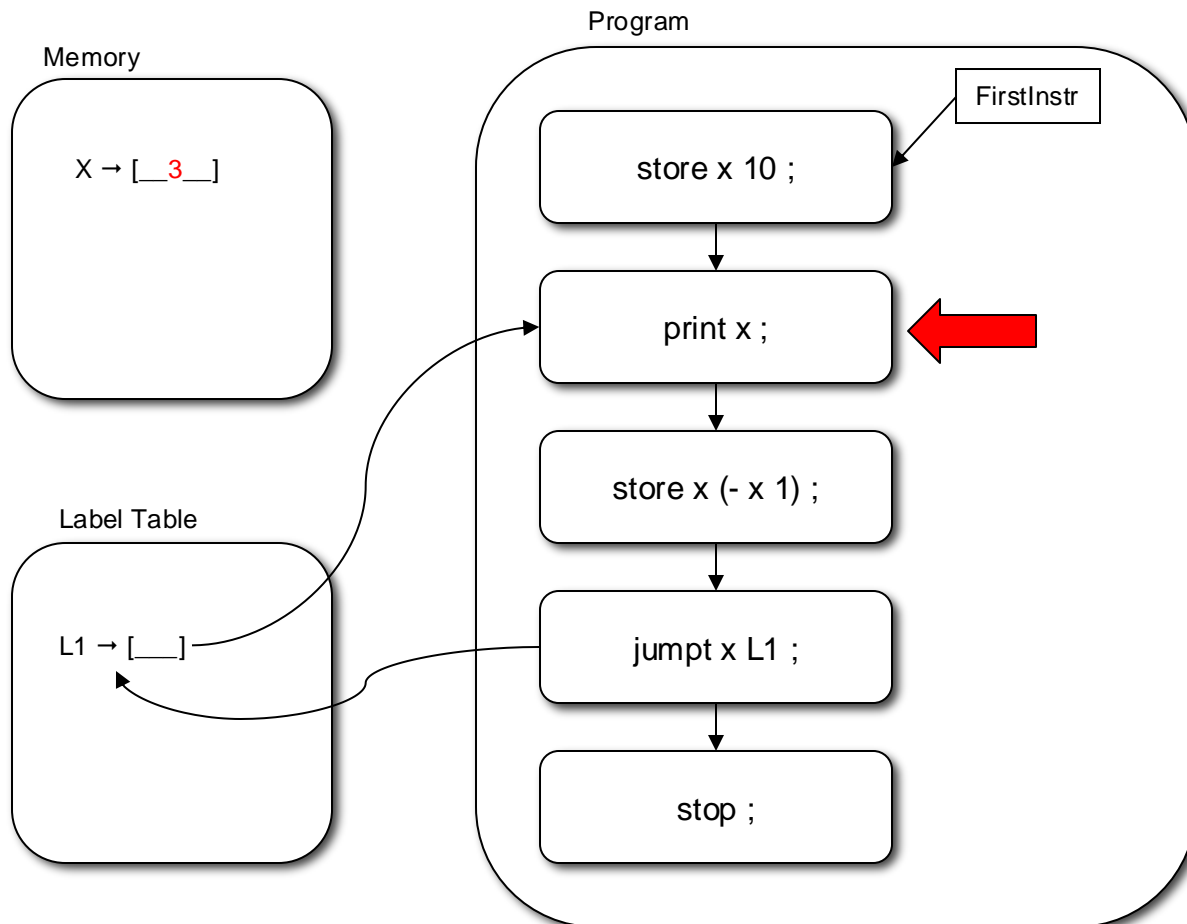 Program
Memory
FirstInstr
X → [__3__]
store x 10 ;
print x ;
store x (- x 1) ;
Label Table
L1 → [___]
jumpt x L1 ;
stop ;